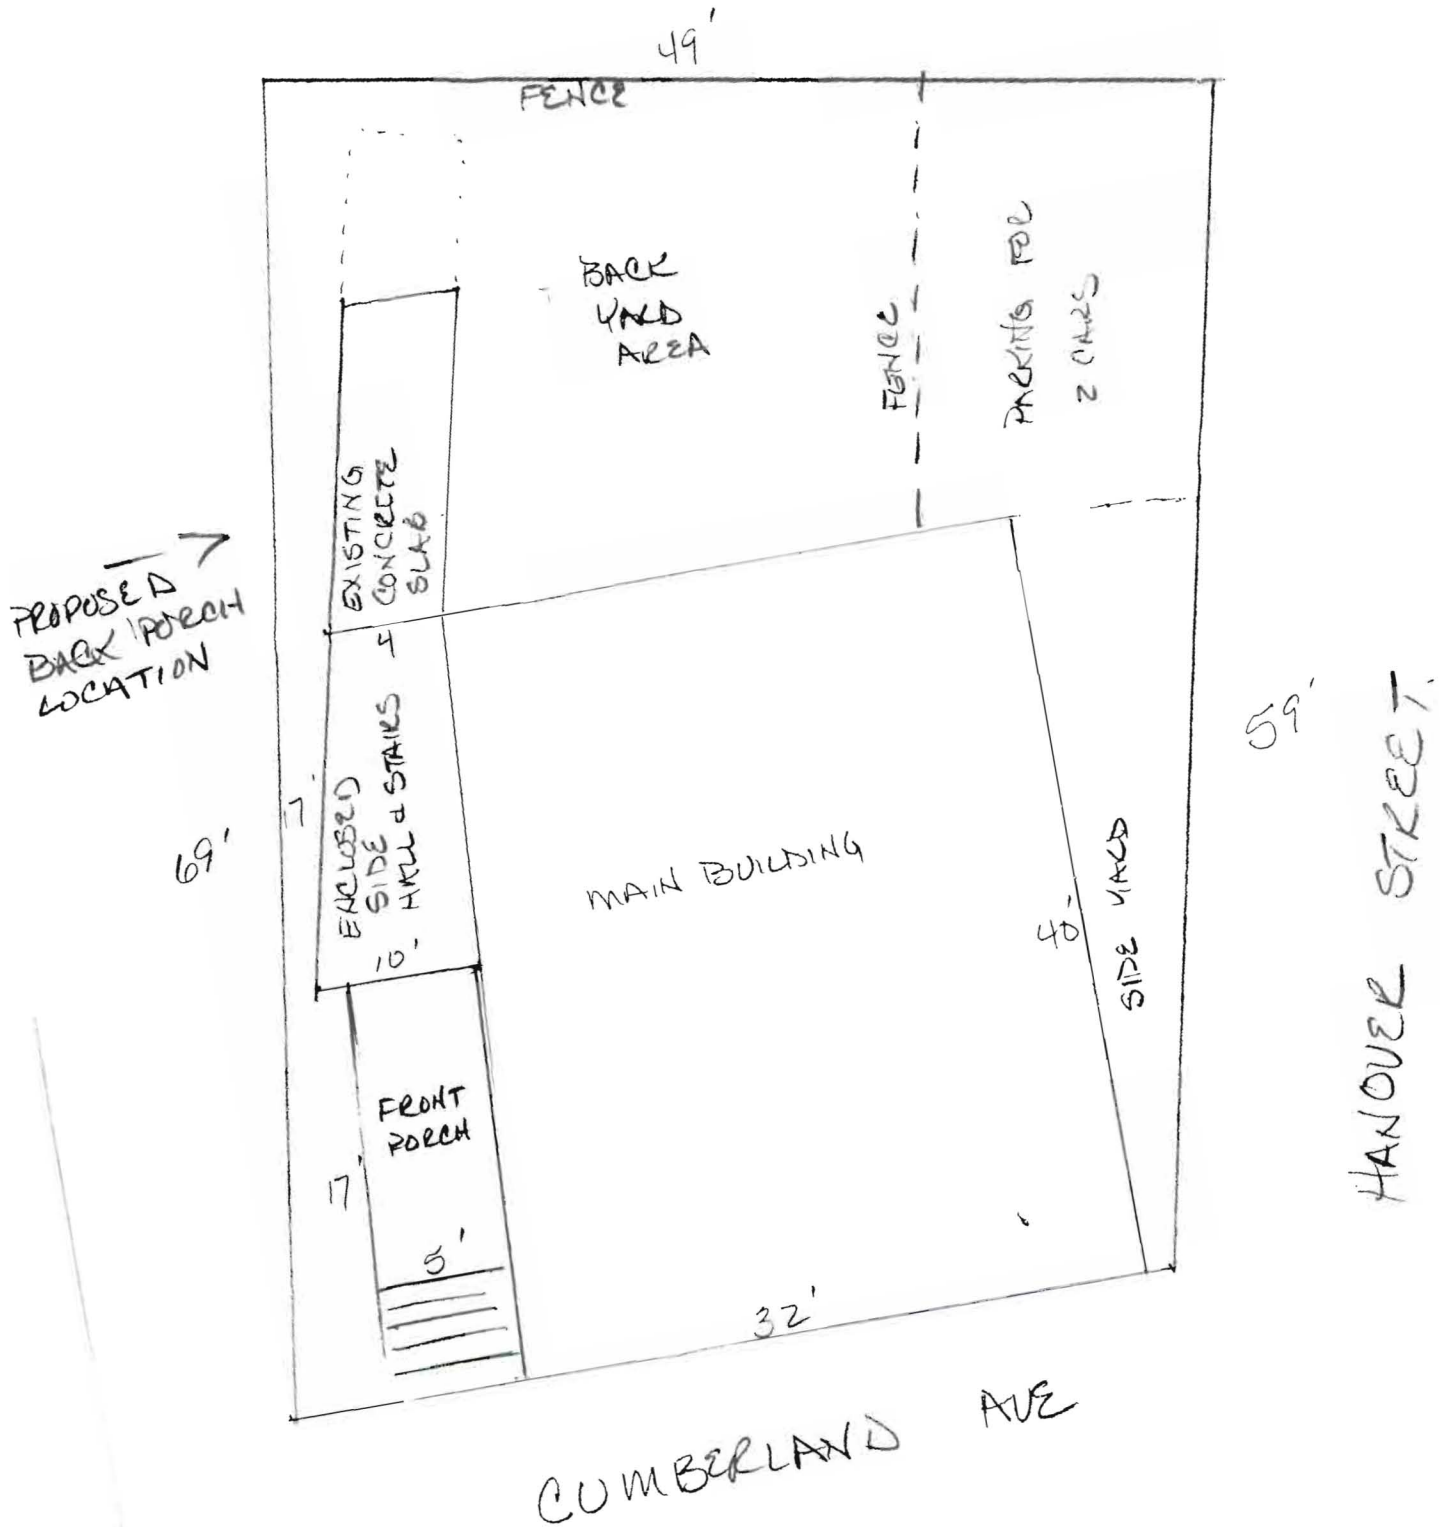 49'
FENCE
BACK
YARD
AREA
FENCE
PARKING FOR
2 CARS
EXISTING
CONCRETE
SLAB
PROPOSED
BACK PORCH
LOCATION
4
ENCLOSED
SIDE
HALL & STAIRS
17'
69'
10'
MAIN BUILDING
40'
SIDE YARD
59'
HANOVER STREET.
FRONT
PORCH
17'
5'
32'
CUMBERLAND AVE